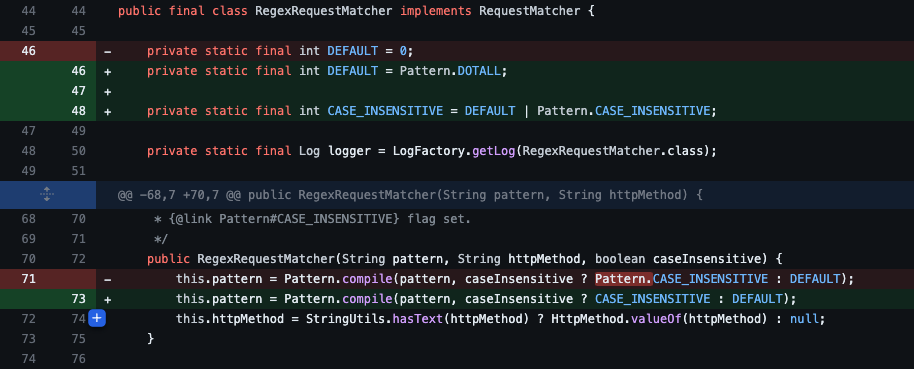 44 44 public final class RegexRequestMatcher implements RequestMatcher {
45 45
46 - private static final int DEFAULT = 0;
46 + private static final int DEFAULT = Pattern.DOTALL;
47 +
48 + private static final int CASE_INSENSITIVE = DEFAULT | Pattern.CASE_INSENSITIVE;
47 49
48 50 private static final Log logger = LogFactory.getLog(RegexRequestMatcher.class);
49 51
@@ -68,7 +70,7 @@ public RegexRequestMatcher(String pattern, String httpMethod) {
68 70 * {@link Pattern#CASE_INSENSITIVE} flag set.
69 71 */
70 72 public RegexRequestMatcher(String pattern, String httpMethod, boolean caseInsensitive) {
71 - this.pattern = Pattern.compile(pattern, caseInsensitive ? Pattern.CASE_INSENSITIVE : DEFAULT);
73 + this.pattern = Pattern.compile(pattern, caseInsensitive ? CASE_INSENSITIVE : DEFAULT);
72 74 + this.httpMethod = StringUtils.hasText(httpMethod) ? HttpMethod.valueOf(httpMethod) : null;
73 75 }
74 76